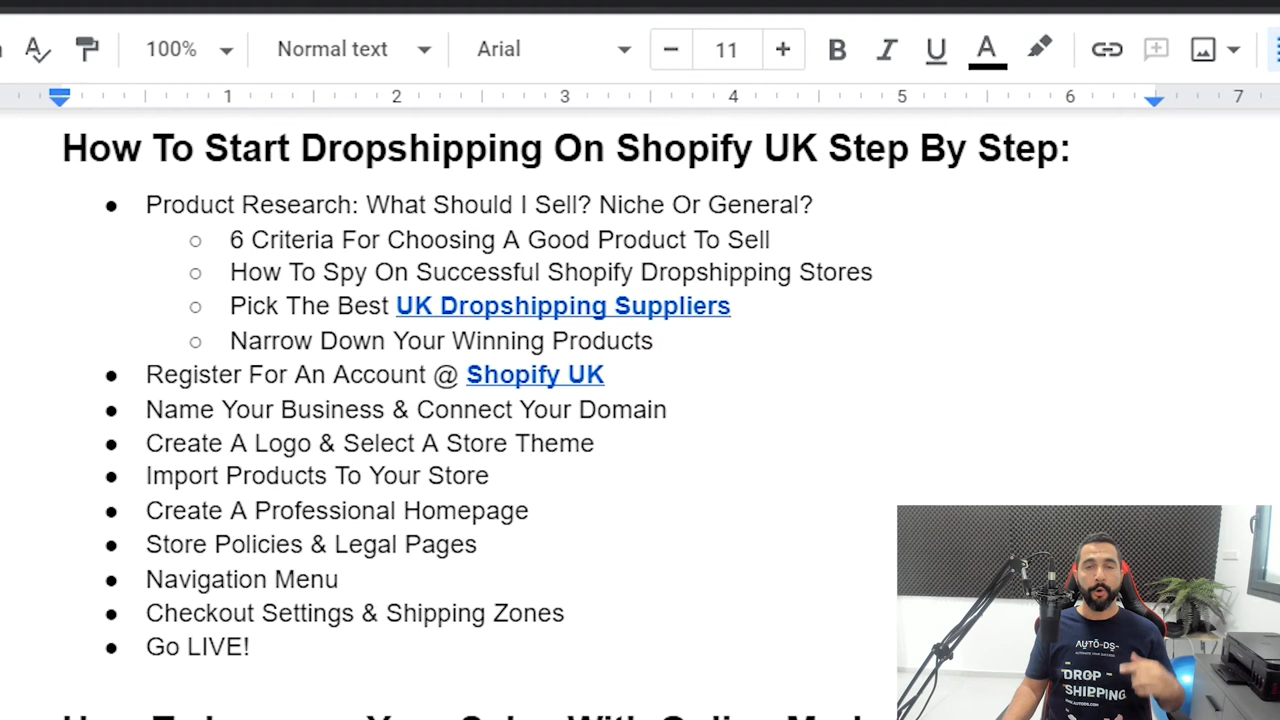 100%
Normal text
Arial
11
B
I
U
A
1 2 3 4 5 6 7
How To Start Dropshipping On Shopify UK Step By Step:
Product Research: What Should I Sell? Niche Or General?
6 Criteria For Choosing A Good Product To Sell
How To Spy On Successful Shopify Dropshipping Stores
Pick The Best UK Dropshipping Suppliers
Narrow Down Your Winning Products
Register For An Account @ Shopify UK
Name Your Business & Connect Your Domain
Create A Logo & Select A Store Theme
Import Products To Your Store
Create A Professional Homepage
Store Policies & Legal Pages
Navigation Menu
Checkout Settings & Shipping Zones
Go LIVE!
AUTO-DS
DROP
SHIPPING